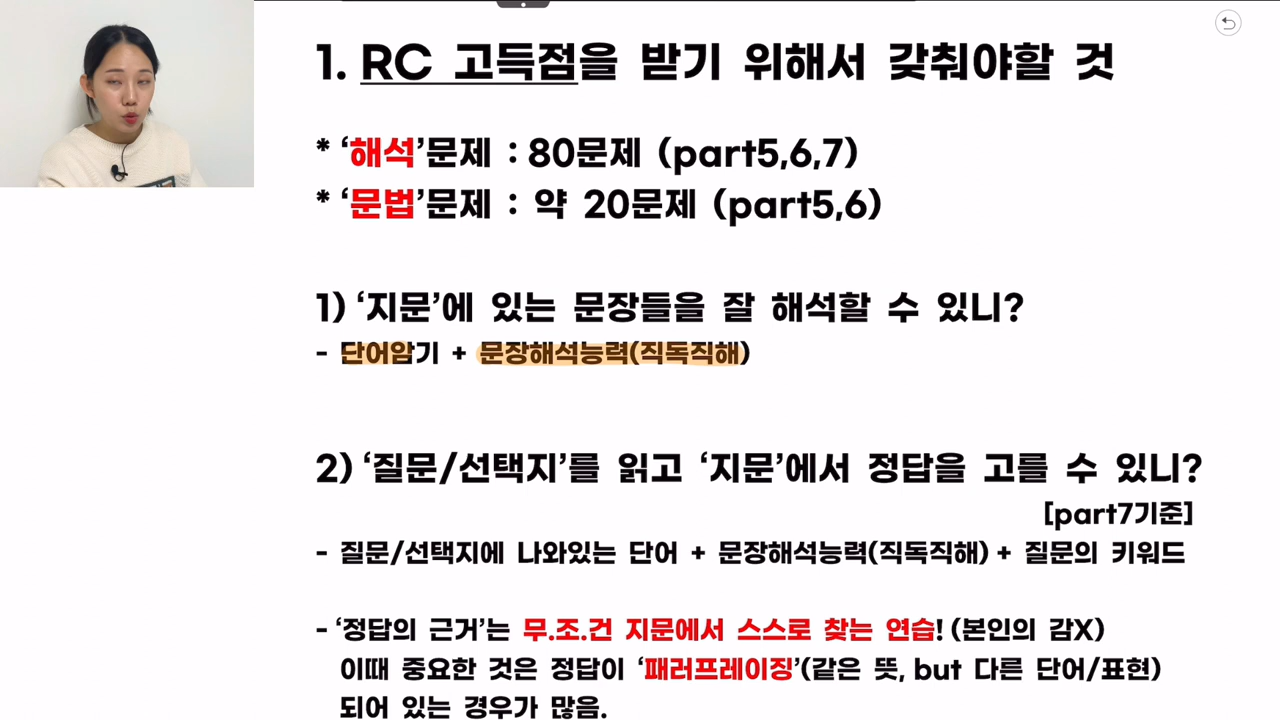 1. RC 고득점을 받기 위해서 갖춰야할 것
* ‘해석’문제 : 80문제 (part5,6,7)
* ‘문법’문제 : 약 20문제 (part5,6)
1) ‘지문’에 있는 문장들을 잘 해석할 수 있니?
- 단어암기 + 문장해석능력(직독직해)
2) ‘질문/선택지’를 읽고 ‘지문’에서 정답을 고를 수 있니?
[part7기준]
- 질문/선택지에 나와있는 단어 + 문장해석능력(직독직해) + 질문의 키워드
- ‘정답의 근거’는 무.조.건 지문에서 스스로 찾는 연습! (본인의 감X)
이때 중요한 것은 정답이 ‘패러프레이징’(같은 뜻, but 다른 단어/표현)
되어 있는 경우가 많음.